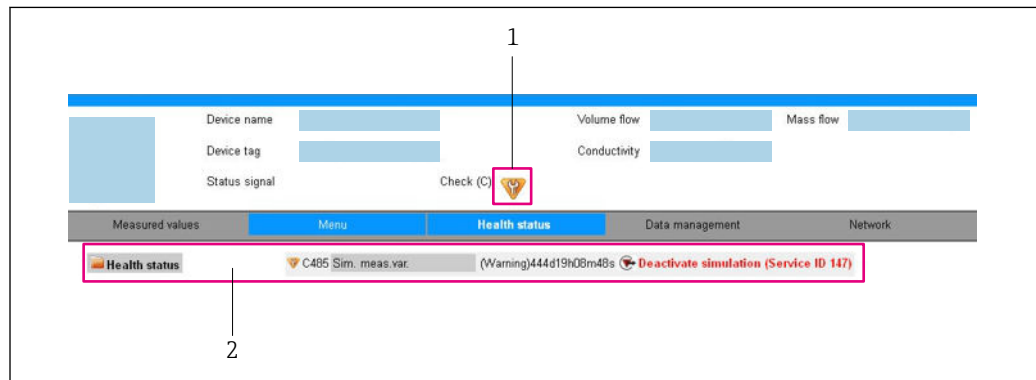 1
Device name Volume flow Mass flow
Device tag Conductivity
Status signal Check (C)
Measured values Menu Health status Data management Network
Health status C485 Sim. meas.var. (Warning)444d19h08m48s Deactivate simulation (Service ID 147)
2